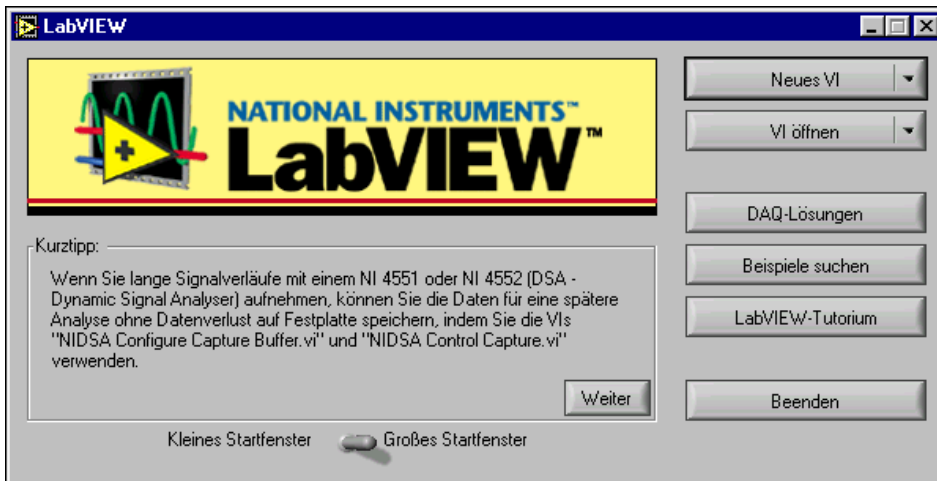 LabVIEW
NATIONAL INSTRUMENTS™
LabVIEW™
Neues VI
VI öffnen
DAQ-Lösungen
Beispiele suchen
LabVIEW-Tutorium
Beenden
Kurztipp:
Wenn Sie lange Signalverläufe mit einem NI 4551 oder NI 4552 (DSA -
Dynamic Signal Analyser) aufnehmen, können Sie die Daten für eine spätere
Analyse ohne Datenverlust auf Festplatte speichern, indem Sie die VIs
"NIDSA Configure Capture Buffer.vi" und "NIDSA Control Capture.vi"
verwenden.
Weiter
Kleines Startfenster
Großes Startfenster